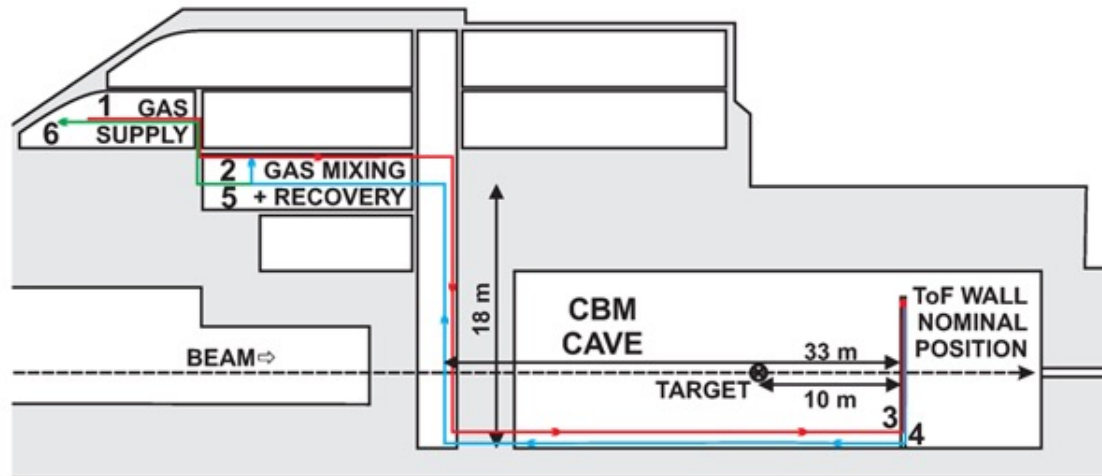 1 GAS
6 SUPPLY
2 GAS MIXING
5 + RECOVERY
18 m
CBM
CAVE
ToF WALL
NOMINAL
POSITION
33 m
BEAM⇨
TARGET
10 m
3
4